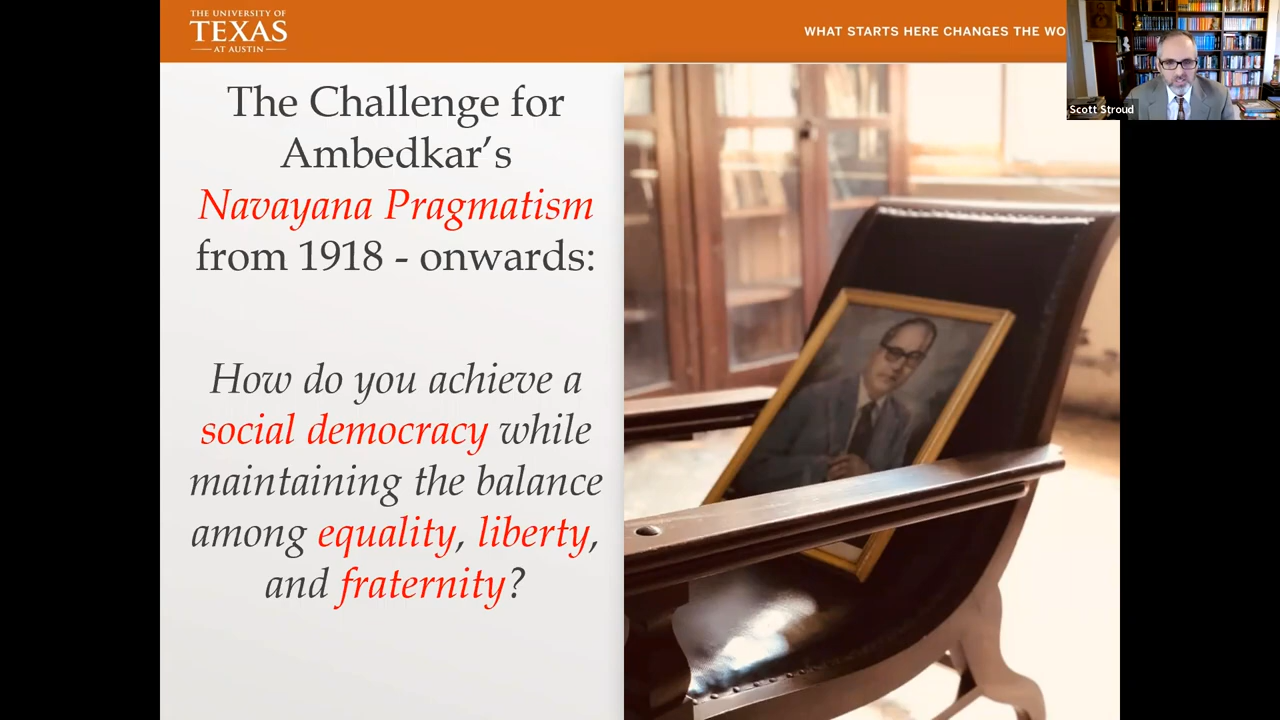 THE UNIVERSITY OF
TEXAS
AT AUSTIN
WHAT STARTS HERE CHANGES THE WO
Scott Stroud
The Challenge for
Ambedkar's
Navayana Pragmatism
from 1918 - onwards:
How do you achieve a
social democracy while
maintaining the balance
among equality, liberty,
and fraternity?